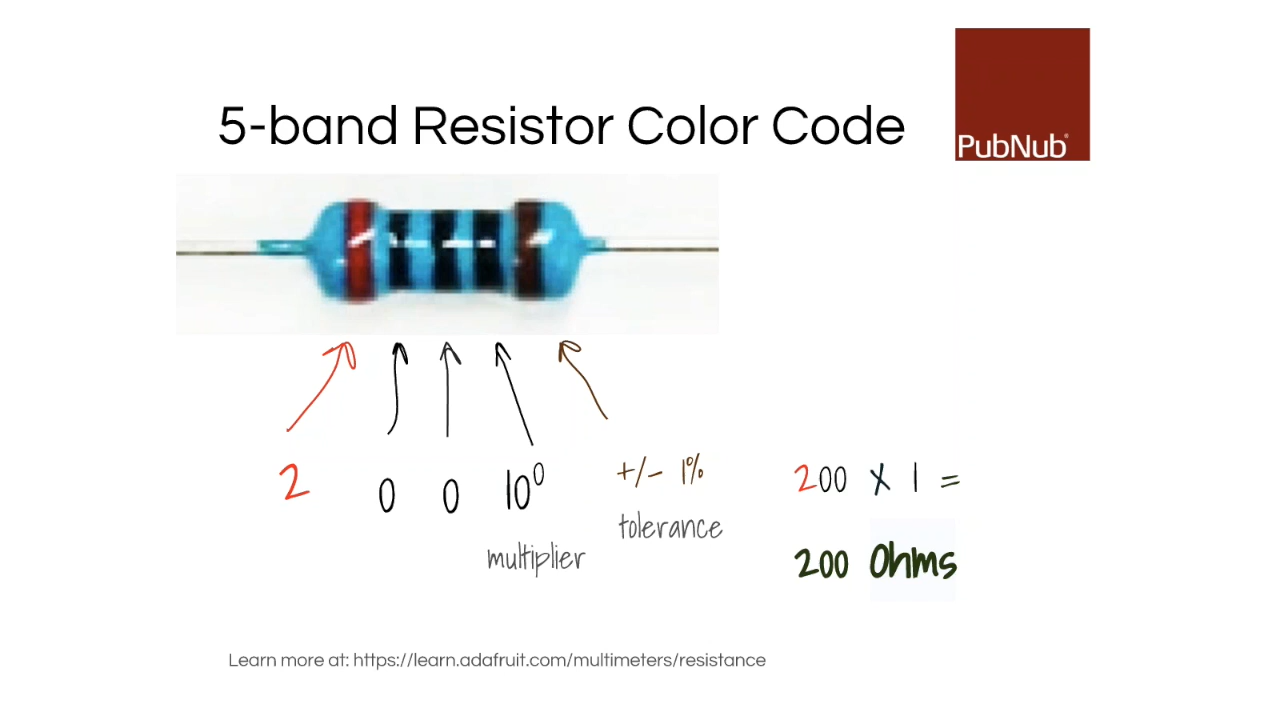 5-band Resistor Color Code
PubNub®
2 0 0 10⁰ +/- 1%
multiplier tolerance
200 X 1 =
200 Ohms
Learn more at: https://learn.adafruit.com/multimeters/resistance